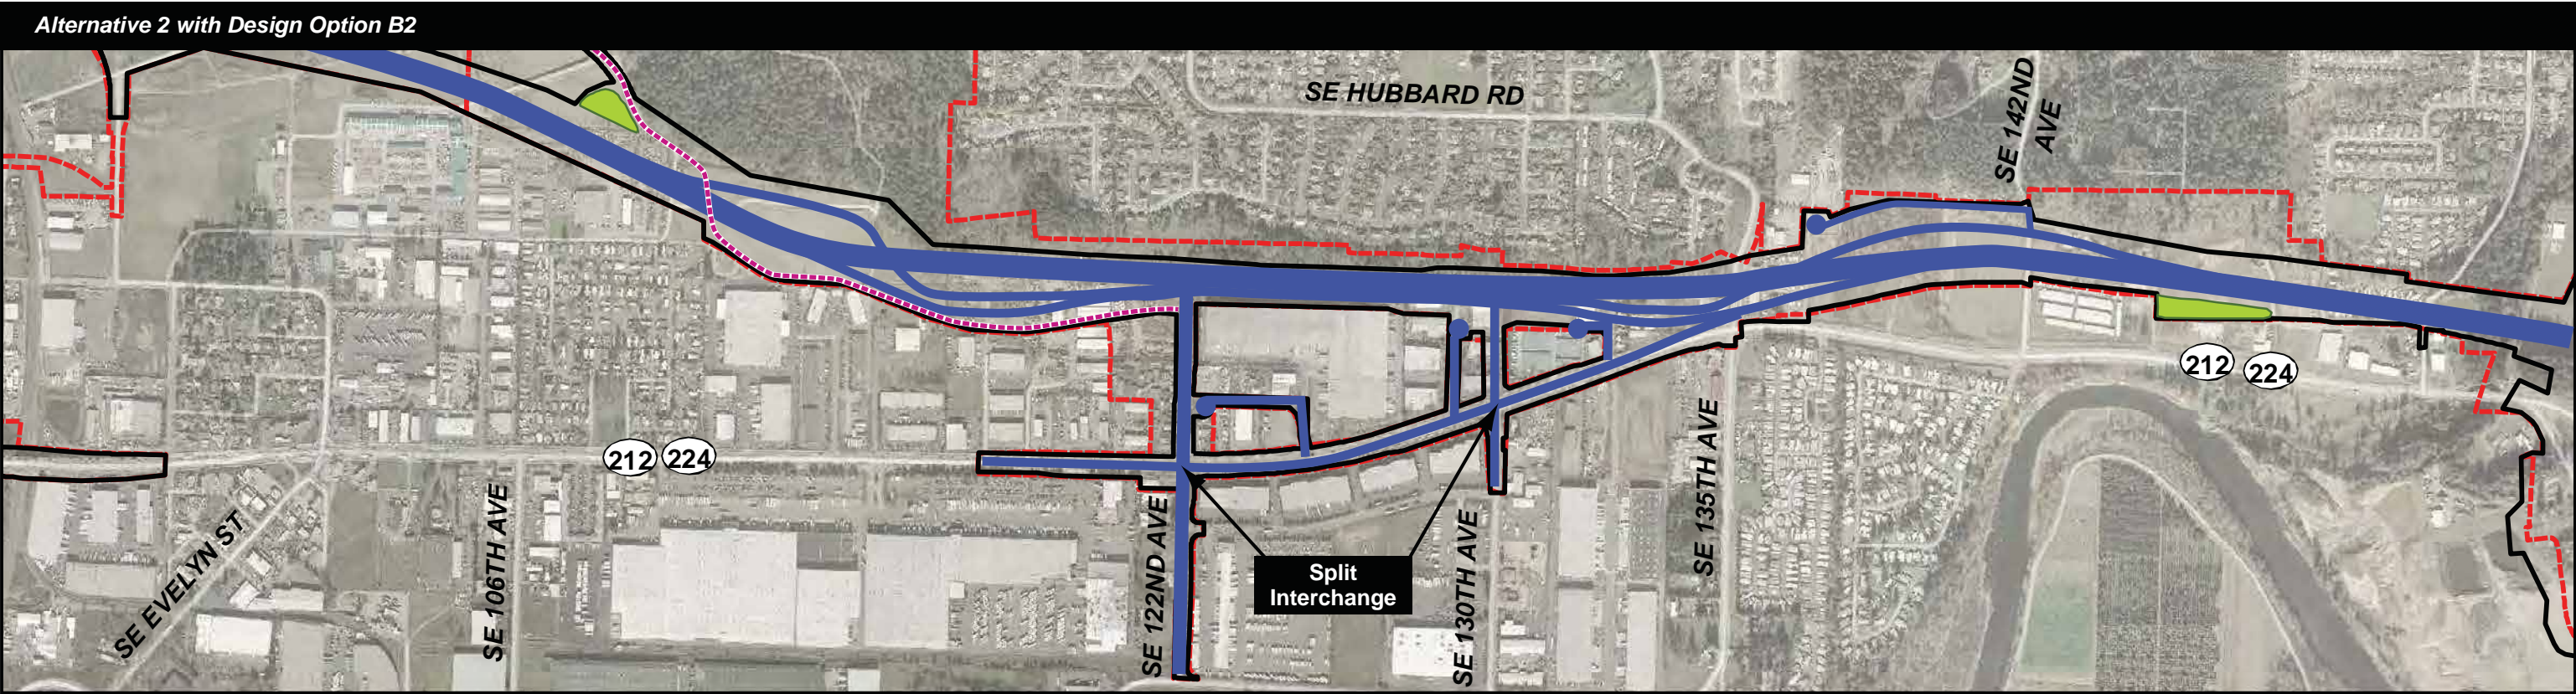 Alternative 2 with Design Option B2
SE HUBBARD RD
SE 142ND
AVE
212 224
212 224
SE EVELYN ST
SE 106TH AVE
SE 122ND AVE
Split
Interchange
SE 130TH AVE
SE 135TH AVE